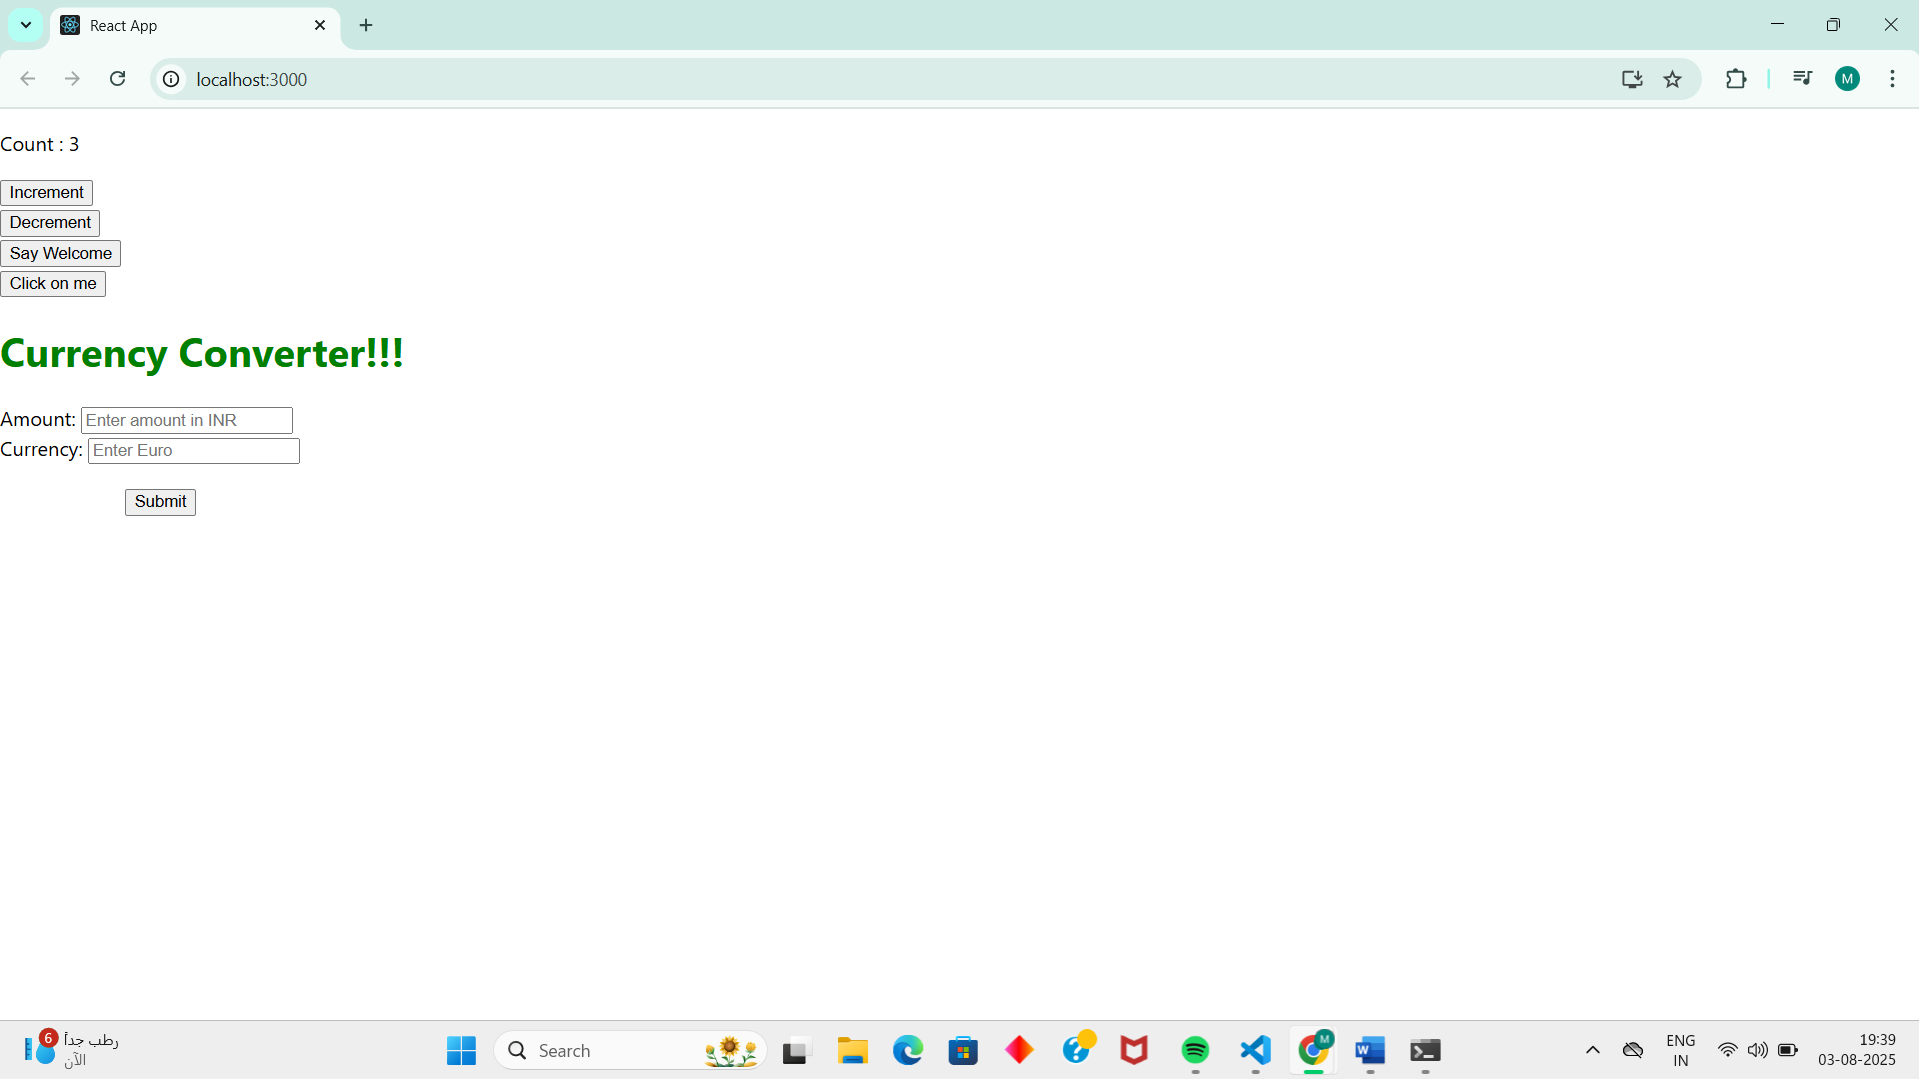 React App
localhost:3000
M
Count : 3
Increment
Decrement
Say Welcome
Click on me
Currency Converter!!!
Amount: Enter amount in INR
Currency: Enter Euro
Submit
6
رطب جداً
الآن
Search
M
ENG
IN
19:39
03-08-2025